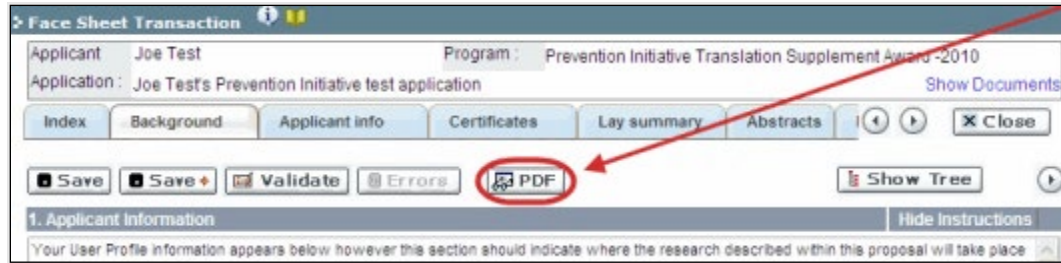 Face Sheet Transaction
Applicant Joe Test Program : Prevention Initiative Translation Supplement Award -2010
Application : Joe Test's Prevention Initiative test application Show Documents
Index Background Applicant info Certificates Lay summary Abstracts Close
Save Save Validate Errors PDF Show Tree
1. Applicant Information Hide Instructions
Your User Profile information appears below however this section should indicate where the research described within this proposal will take place